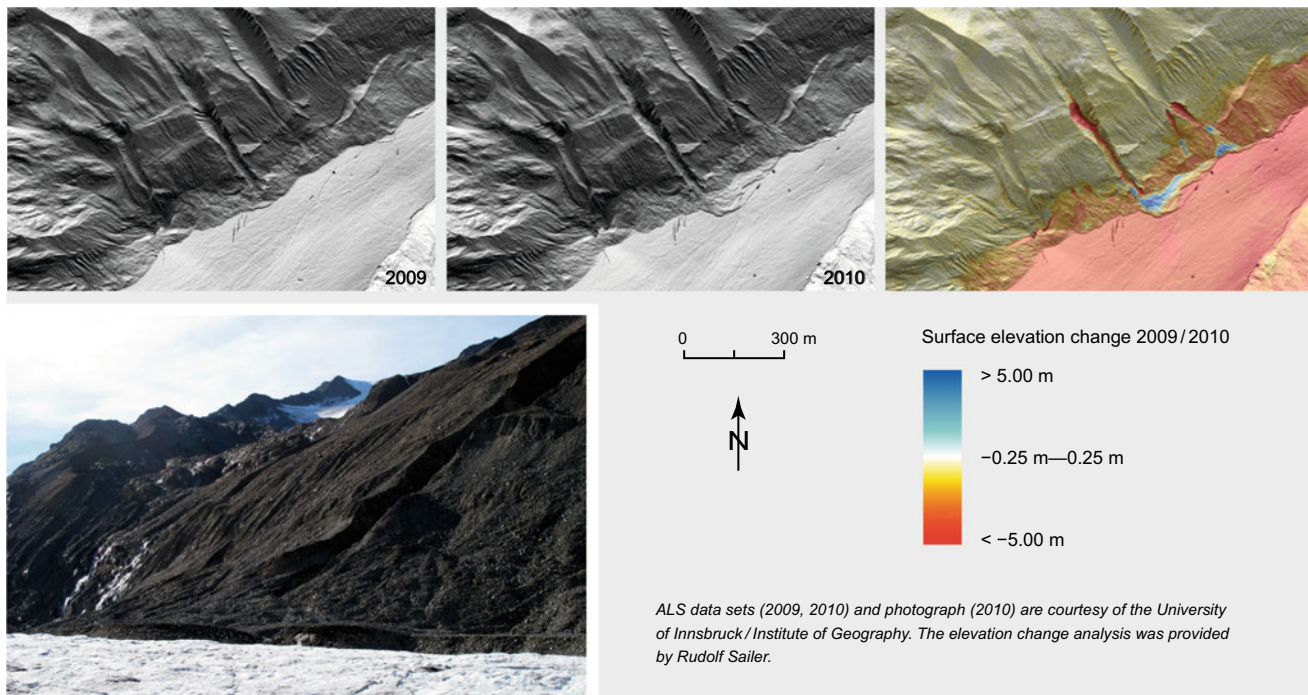 2009
2010
0 300 m
N
Surface elevation change 2009/2010
> 5.00 m
−0.25 m—0.25 m
< −5.00 m
ALS data sets (2009, 2010) and photograph (2010) are courtesy of the University
of Innsbruck/Institute of Geography. The elevation change analysis was provided
by Rudolf Sailer.